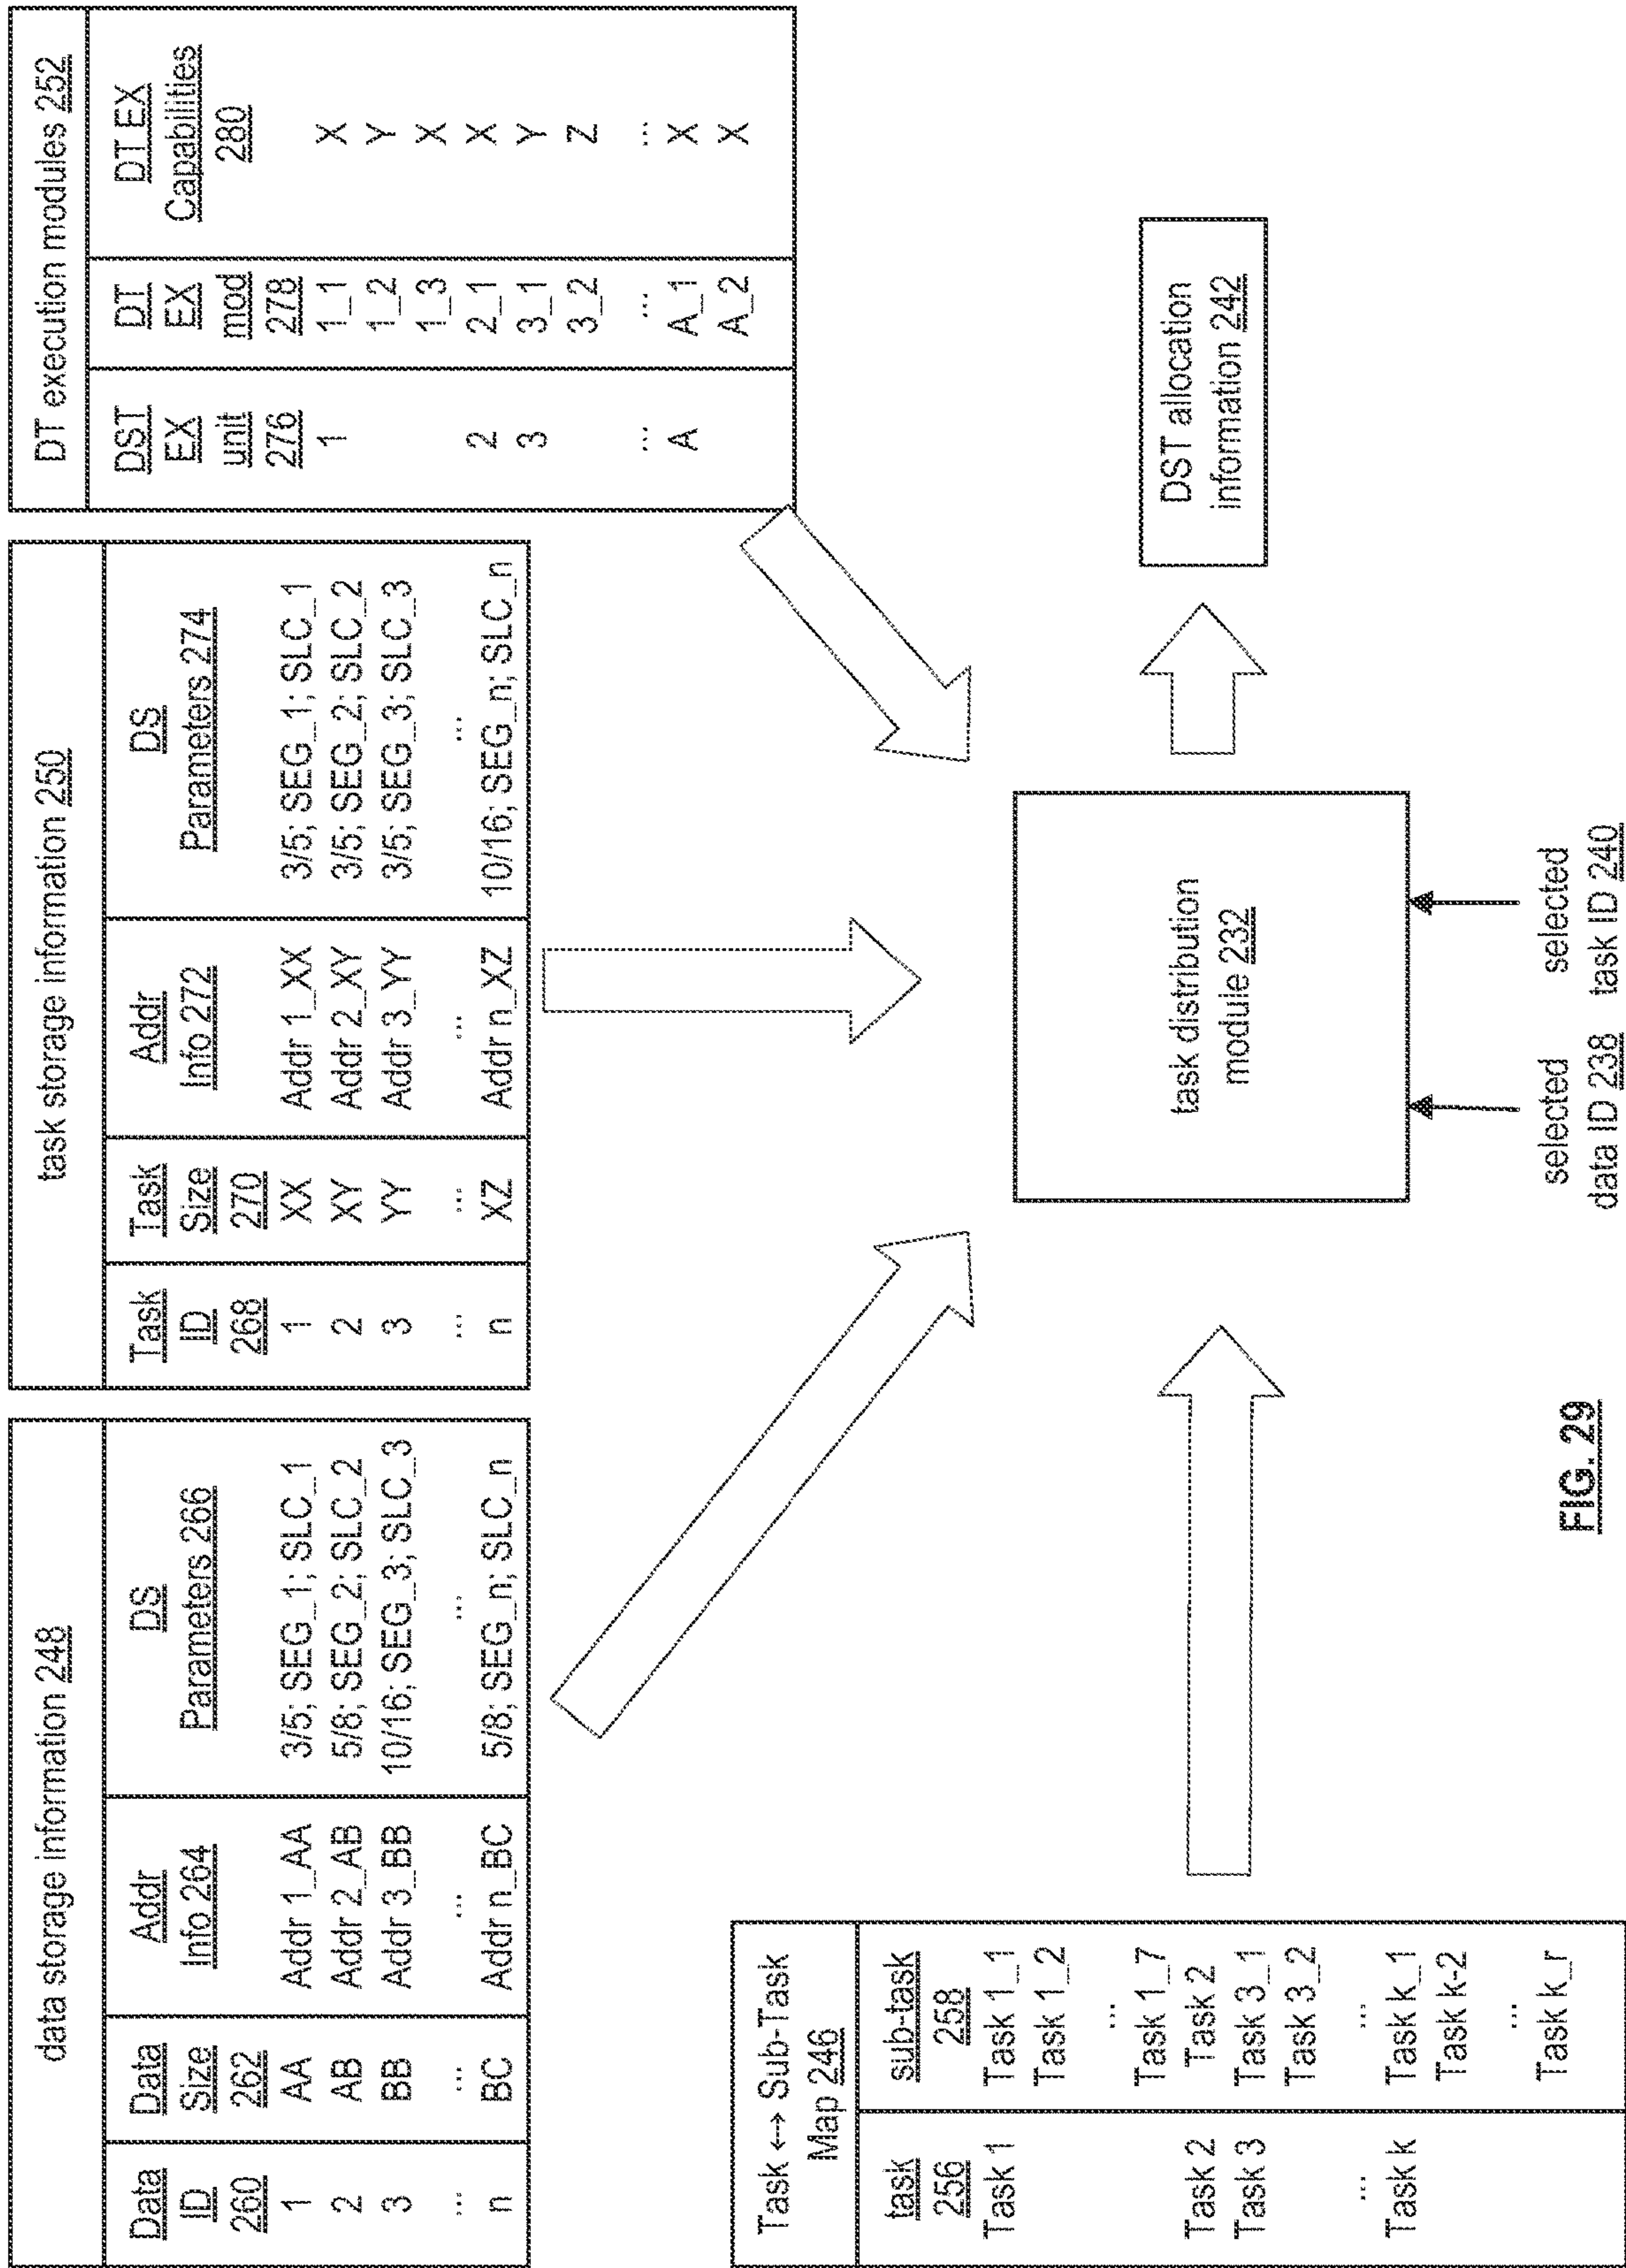 data storage information 248
Data ID 260 | Data Size 262 | Addr Info 264 | DS Parameters 266
1 | AA | Addr 1_AA | 3/5; SEG_1; SLC_1
2 | AB | Addr 2_AB | 5/8; SEG_2; SLC_2
3 | BB | Addr 3_BB | 10/16; SEG_3; SLC_3
... | ... | ... | ...
n | BC | Addr n_BC | 5/8; SEG_n; SLC_n
task storage information 250
Task ID 268 | Task Size 270 | Addr Info 272 | DS Parameters 274
1 | XX | Addr 1_XX | 3/5; SEG_1; SLC_1
2 | XY | Addr 2_XY | 3/5; SEG_2; SLC_2
3 | YY | Addr 3_YY | 3/5; SEG_3; SLC_3
... | ... | ... | ...
n | XZ | Addr n_XZ | 10/16; SEG_n; SLC_n
DT execution modules 252
DST EX unit 276 | DT EX mod 278 | DT EX Capabilities 280
1 | 1_1 | X
1_2 | Y
1_3 | X
2 | 2_1 | X
3 | 3_1 | Y
3_2 | Z
... | ... | ...
A | A_1 | X
A_2 | X
Task ↔ Sub-Task
Map 246
task 256 | sub-task 258
Task 1 | Task 1_1
Task 1_2
...
Task 1_7
Task 2 | Task 2
Task 3 | Task 3_1
Task 3_2
... | ...
Task k | Task k_1
Task k-2
...
Task k_r
task distribution
module 232
DST allocation
information 242
selected
data ID 238
selected
task ID 240
FIG. 29